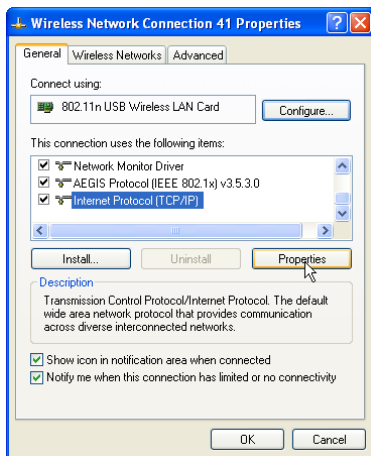 Wireless Network Connection 41 Properties
General Wireless Networks Advanced
Connect using:
802.11n USB Wireless LAN Card Configure...
This connection uses the following items:
Network Monitor Driver
AEGIS Protocol (IEEE 802.1x) v3.5.3.0
Internet Protocol (TCP/IP)
Install... Uninstall Properties
Description
Transmission Control Protocol/Internet Protocol. The default
wide area network protocol that provides communication
across diverse interconnected networks.
Show icon in notification area when connected
Notify me when this connection has limited or no connectivity
OK Cancel